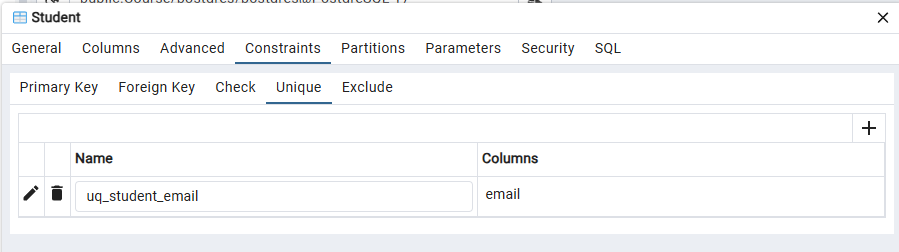 Student
General Columns Advanced Constraints Partitions Parameters Security SQL
Primary Key Foreign Key Check Unique Exclude
Name Columns
uq_student_email email